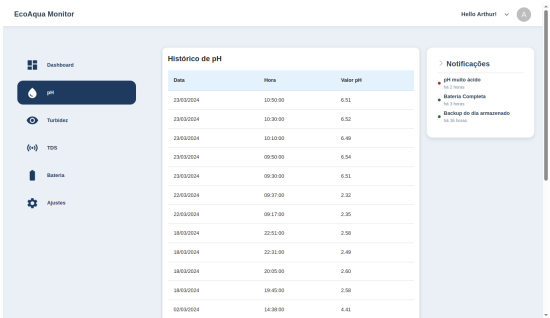 EcoAqua Monitor
Hello Arthur!
A
Dashboard
pH
Turbidez
TDS
Bateria
Ajustes
Histórico de pH
Data Hora Valor pH
23/03/2024 10:50:00 6.51
23/03/2024 10:30:00 6.52
23/03/2024 10:10:00 6.49
23/03/2024 09:50:00 6.54
23/03/2024 09:30:00 6.51
22/03/2024 09:37:00 2.32
22/03/2024 09:17:00 2.35
18/03/2024 22:51:00 2.58
18/03/2024 22:31:00 2.49
18/03/2024 20:05:00 2.60
18/03/2024 19:45:00 2.58
02/03/2024 14:38:00 4.41
Notificações
pH muito ácido
há 2 horas
Bateria Completa
há 3 horas
Backup do dia armazenado
há 16 horas